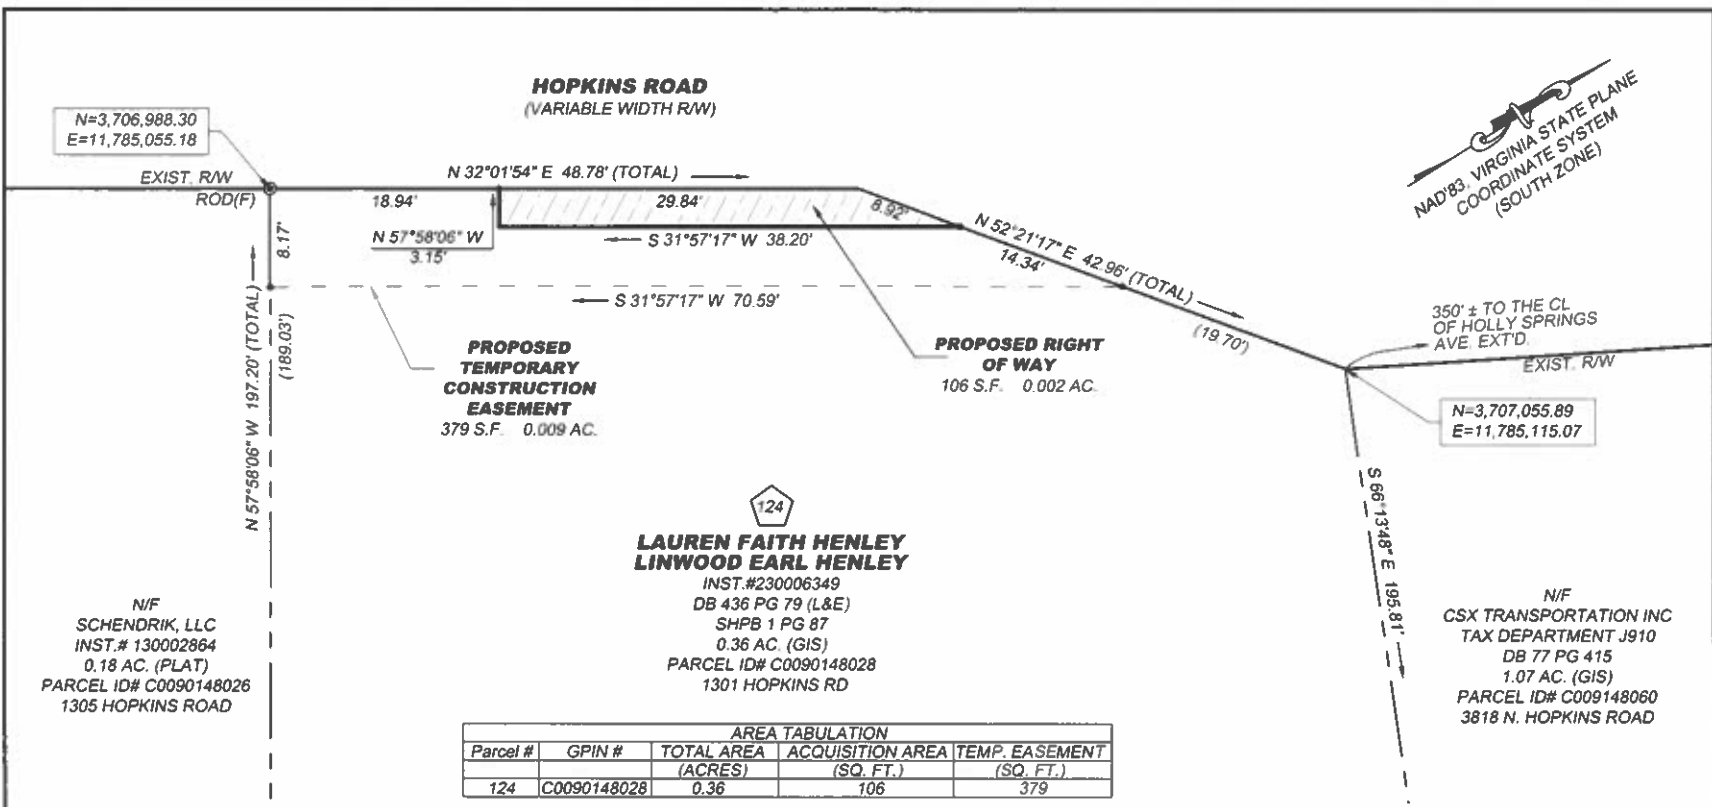 HOPKINS ROAD
(VARIABLE WIDTH R/W)
N=3,706,988.30
E=11,785,055.18
NAD'83, VIRGINIA STATE PLANE
COORDINATE SYSTEM
(SOUTH ZONE)
EXIST. R/W
ROD(F)
N 32°01'54" E 48.78' (TOTAL)
18.94'
29.84'
8.92'
N 57°58'06" W
3.15'
S 31°57'17" W 38.20'
8.17'
N 52°21'17" E 42.96' (TOTAL)
14.34'
(19.70')
S 31°57'17" W 70.59'
N 57°58'06" W 197.20' (TOTAL)
(189.03')
PROPOSED
TEMPORARY
CONSTRUCTION
EASEMENT
379 S.F. 0.009 AC.
PROPOSED RIGHT
OF WAY
106 S.F. 0.002 AC.
350' ± TO THE CL
OF HOLLY SPRINGS
AVE. EXT'D.
EXIST. R/W
N=3,707,055.89
E=11,785,115.07
S 66°13'48" E 195.81'
124
LAUREN FAITH HENLEY
LINWOOD EARL HENLEY
INST.#230006349
DB 436 PG 79 (L&E)
SHPB 1 PG 87
0.36 AC. (GIS)
PARCEL ID# C0090148028
1301 HOPKINS RD
N/F
SCHENDRIK, LLC
INST.# 130002864
0.18 AC. (PLAT)
PARCEL ID# C0090148026
1305 HOPKINS ROAD
N/F
CSX TRANSPORTATION INC
TAX DEPARTMENT J910
DB 77 PG 415
1.07 AC. (GIS)
PARCEL ID# C009148060
3818 N. HOPKINS ROAD
AREA TABULATION
Parcel # GPIN # TOTAL AREA ACQUISITION AREA TEMP. EASEMENT
(ACRES) (SQ. FT.) (SQ. FT.)
124 C0090148028 0.36 106 379